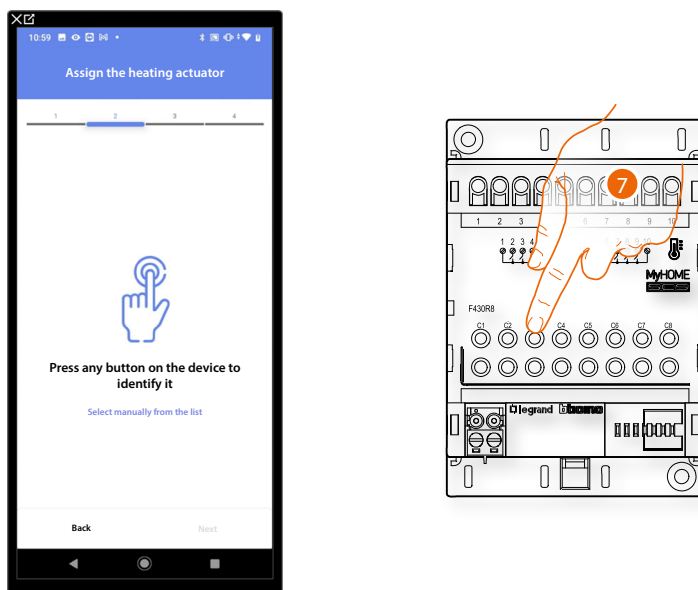 10:59
Assign the heating actuator
1 2 3 4
Press any button on the device to
identify it
Select manually from the list
Back Next
7
1 2 3 6 7 8 9 10
1 2 3 4
MyHOME
F430R8
C1 C2 C4 C5 C6 C7 C8
legrand bticino